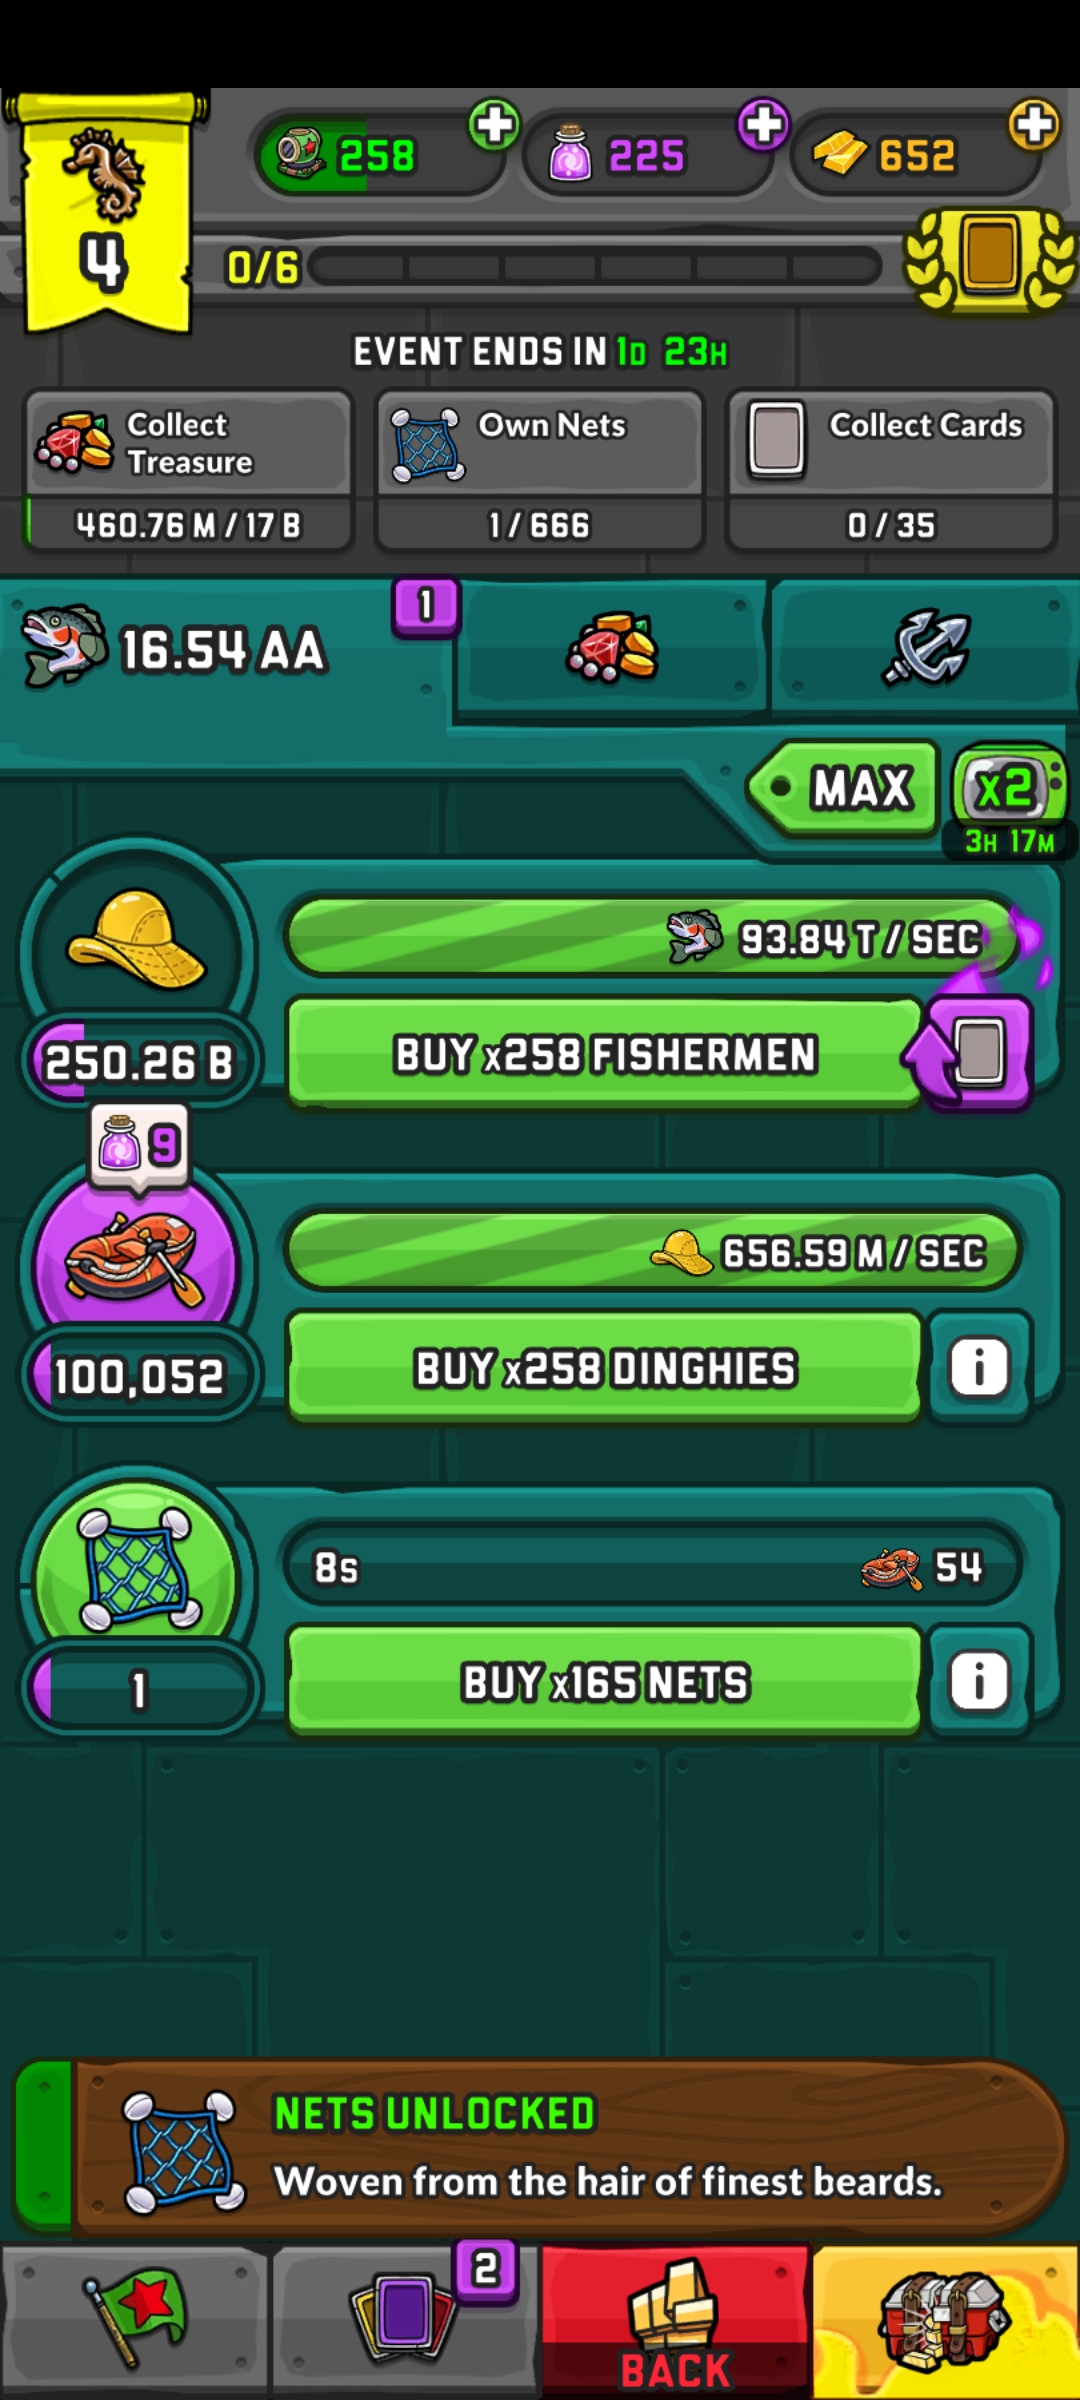 258
225
652
4
0/6
EVENT ENDS IN 1D 23H
Collect
Treasure
460.76 M / 17 B
Own Nets
1 / 666
Collect Cards
0 / 35
16.54 AA
1
MAX
x2
3H 17M
93.84 T / SEC
250.26 B
BUY x258 FISHERMEN
9
656.59 M / SEC
100,052
BUY x258 DINGHIES
i
8s
54
1
BUY x165 NETS
i
NETS UNLOCKED
Woven from the hair of finest beards.
2
BACK